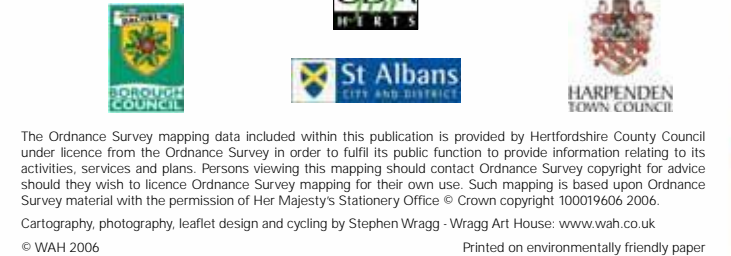 HERTS
DACORUM
BOROUGH
COUNCIL
St Albans
CITY AND DISTRICT
HARPENDEN
TOWN COUNCIL
The Ordnance Survey mapping data included within this publication is provided by Hertfordshire County Council
under licence from the Ordnance Survey in order to fulfil its public function to provide information relating to its
activities, services and plans. Persons viewing this mapping should contact Ordnance Survey copyright for advice
should they wish to licence Ordnance Survey mapping for their own use. Such mapping is based upon Ordnance
Survey material with the permission of Her Majesty's Stationery Office © Crown copyright 100019606 2006.
Cartography, photography, leaflet design and cycling by Stephen Wragg - Wragg Art House: www.wah.co.uk
© WAH 2006 Printed on environmentally friendly paper